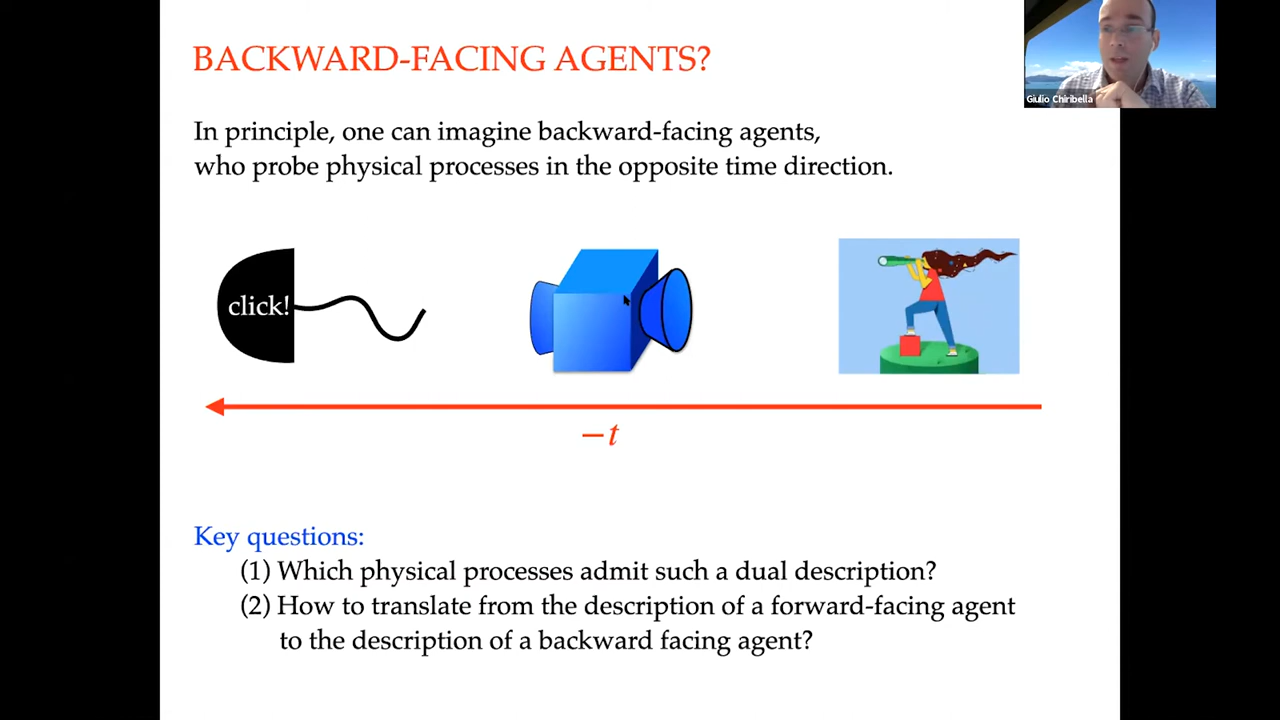 BACKWARD-FACING AGENTS?
Giulio Chiribella
In principle, one can imagine backward-facing agents,
who probe physical processes in the opposite time direction.
click!
−t
Key questions:
(1) Which physical processes admit such a dual description?
(2) How to translate from the description of a forward-facing agent
to the description of a backward facing agent?